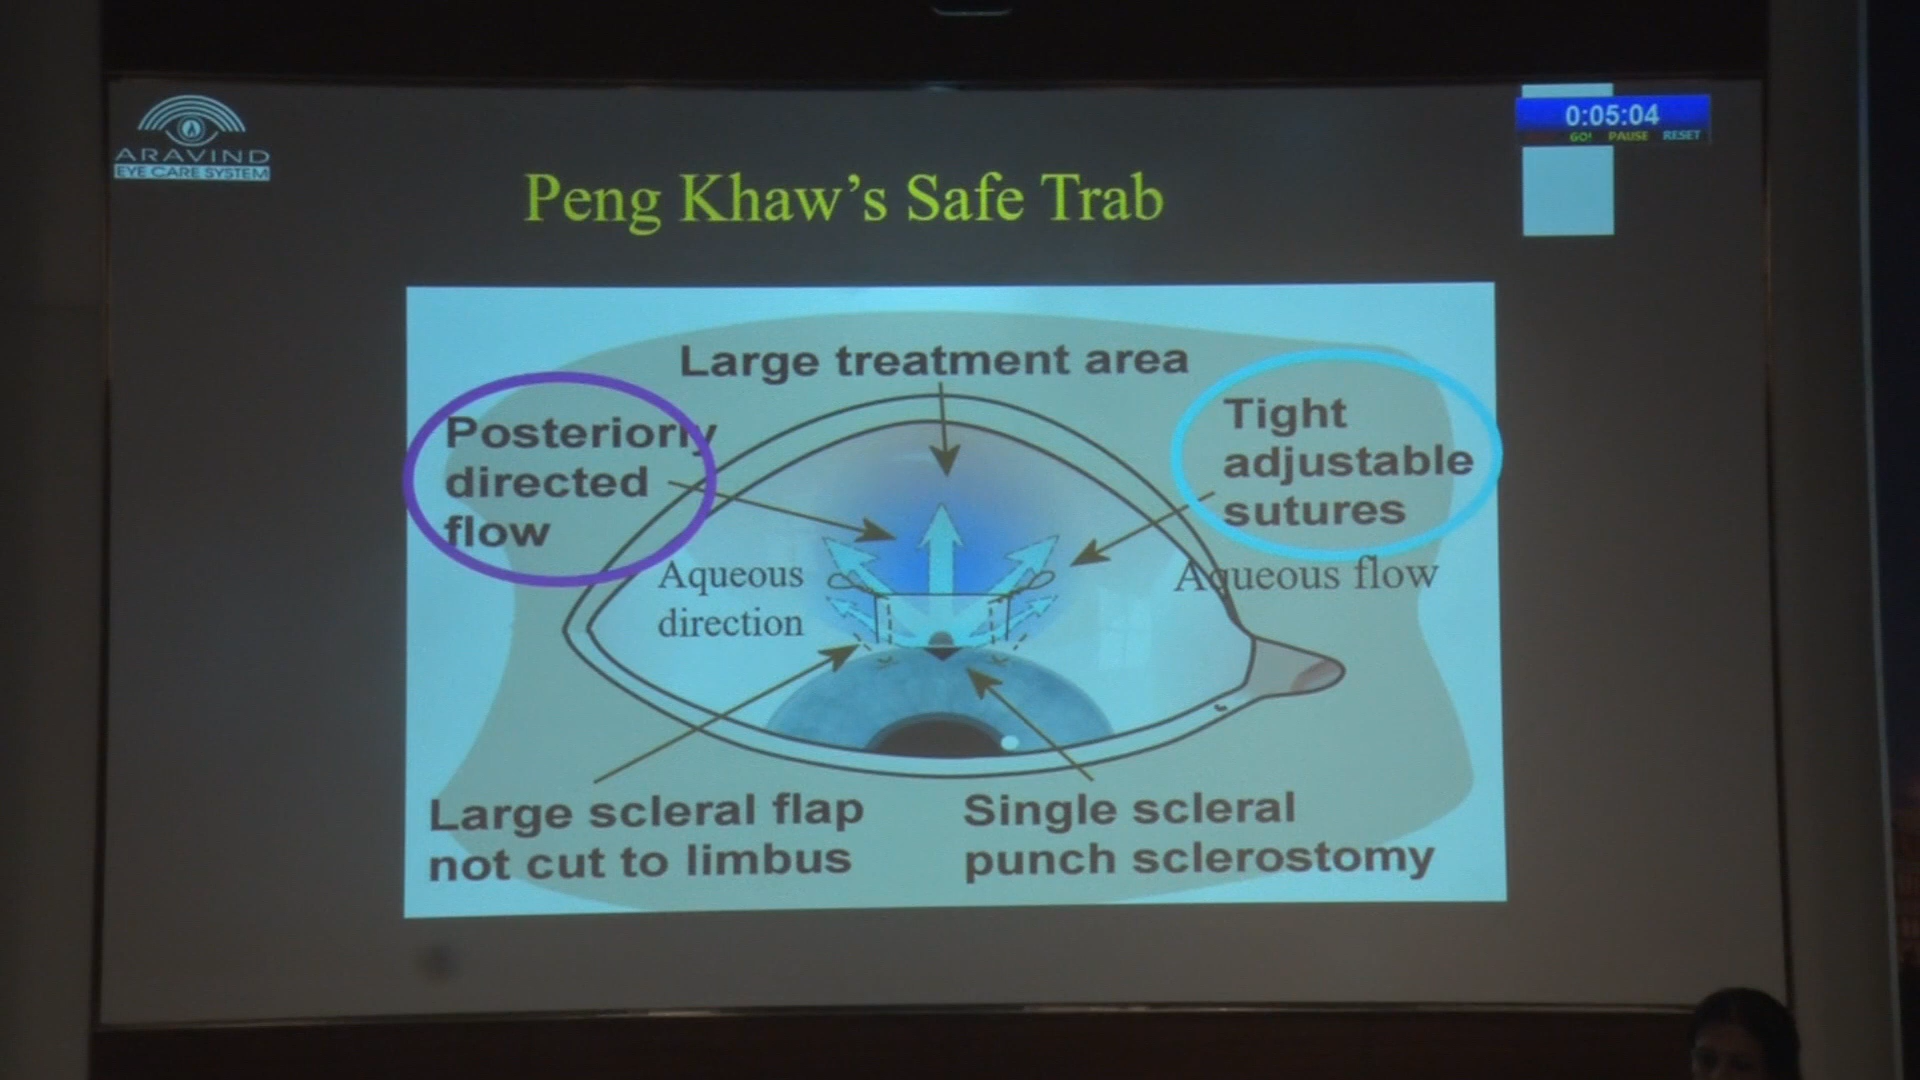 ARAVIND
EYE CARE SYSTEM
0:05:04
GO! PAUSE RESET
Peng Khaw’s Safe Trab
Large treatment area
Posteriorly
directed
flow
Tight
adjustable
sutures
Aqueous
direction
Aqueous flow
Large scleral flap
not cut to limbus
Single scleral
punch sclerostomy